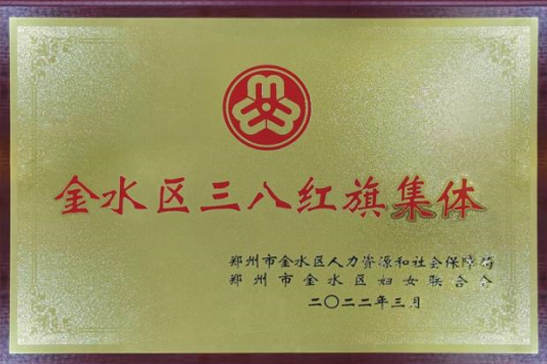 金水区三八红旗集体
郑州市金水区人力资源和社会保障局
郑州市金水区妇女联合会
二〇二二年三月